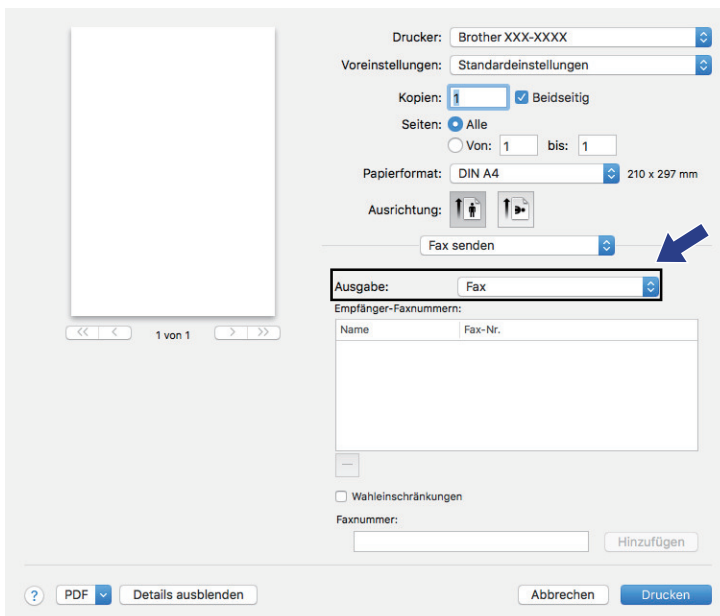 Drucker: Brother XXX-XXXX
Voreinstellungen: Standardeinstellungen
Kopien: 1 Beidseitig
Seiten: Alle
Von: 1 bis: 1
Papierformat: DIN A4 210 x 297 mm
Ausrichtung:
Fax senden
Ausgabe: Fax
Empfänger-Faxnummern:
Name Fax-Nr.
<< < 1 von 1 > >>
Wahleinschränkungen
Faxnummer:
Hinzufügen
? PDF Details ausblenden Abbrechen Drucken